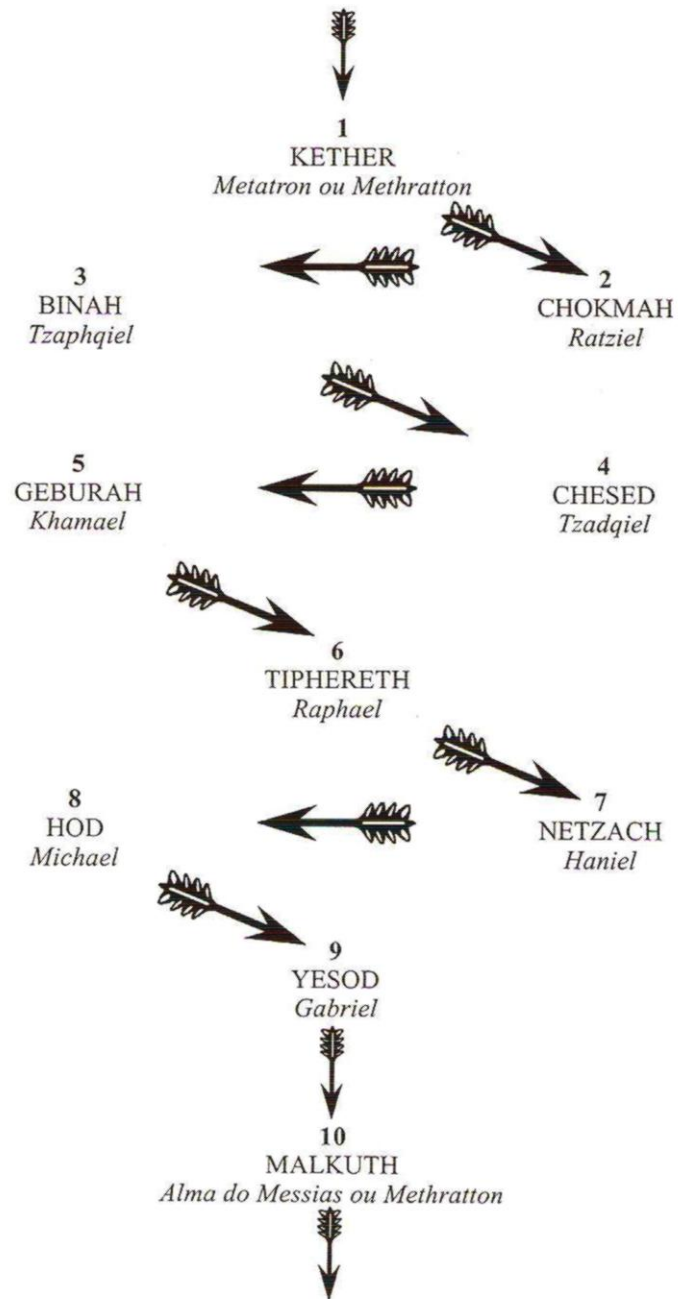 1
KETHER
Metatron ou Methratton
3
BINAH
Tzaphqiel
2
CHOKMAH
Ratziel
5
GEBURAH
Khamael
4
CHESED
Tzadqiel
6
TIPHERETH
Raphael
8
HOD
Michael
7
NETZACH
Haniel
9
YESOD
Gabriel
10
MALKUTH
Alma do Messias ou Methratton